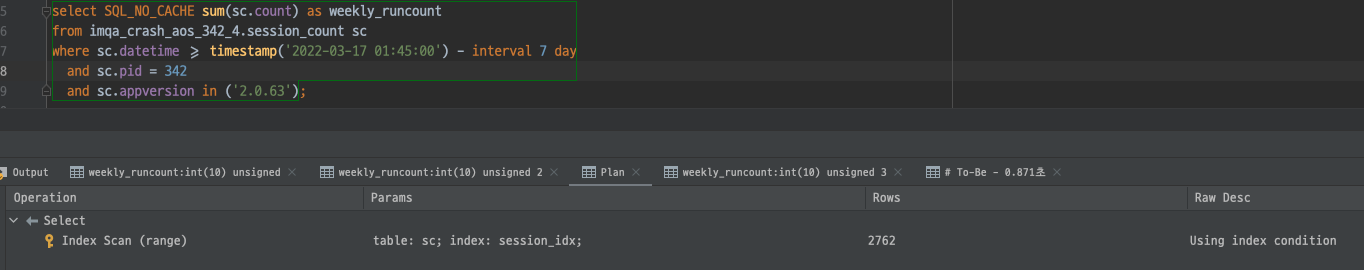 5 select SQL_NO_CACHE sum(sc.count) as weekly_runcount
6 from imqa_crash_aos_342_4.session_count sc
7 where sc.datetime ⩾ timestamp('2022-03-17 01:45:00') - interval 7 day
8 and sc.pid = 342
9 and sc.appversion in ('2.0.63');
Output weekly_runcount:int(10) unsigned weekly_runcount:int(10) unsigned 2 Plan weekly_runcount:int(10) unsigned 3 # To-Be - 0.871초
Operation Params Rows Raw Desc
Select
Index Scan (range) table: sc; index: session_idx; 2762 Using index condition